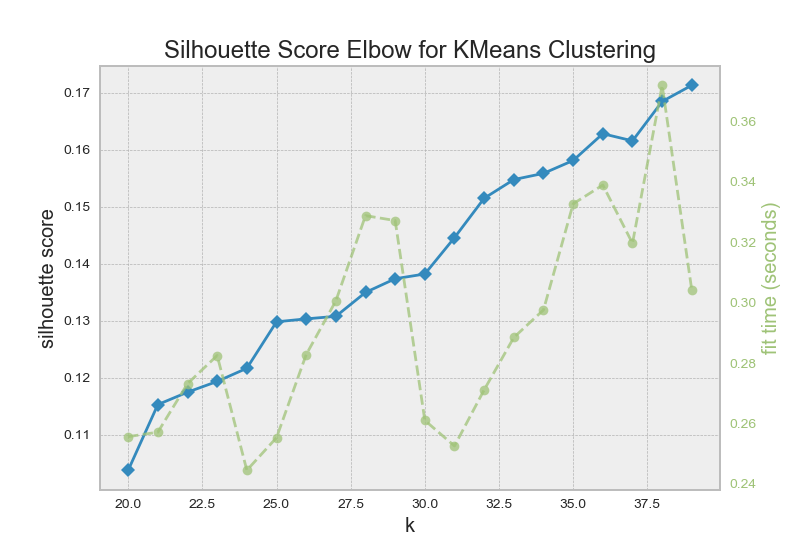 Silhouette Score Elbow for KMeans Clustering
silhouette score
0.17
0.16
0.15
0.14
0.13
0.12
0.11
0.36
0.34
0.32
0.30
0.28
0.26
0.24
fit time (seconds)
20.0 22.5 25.0 27.5 30.0 32.5 35.0 37.5
k